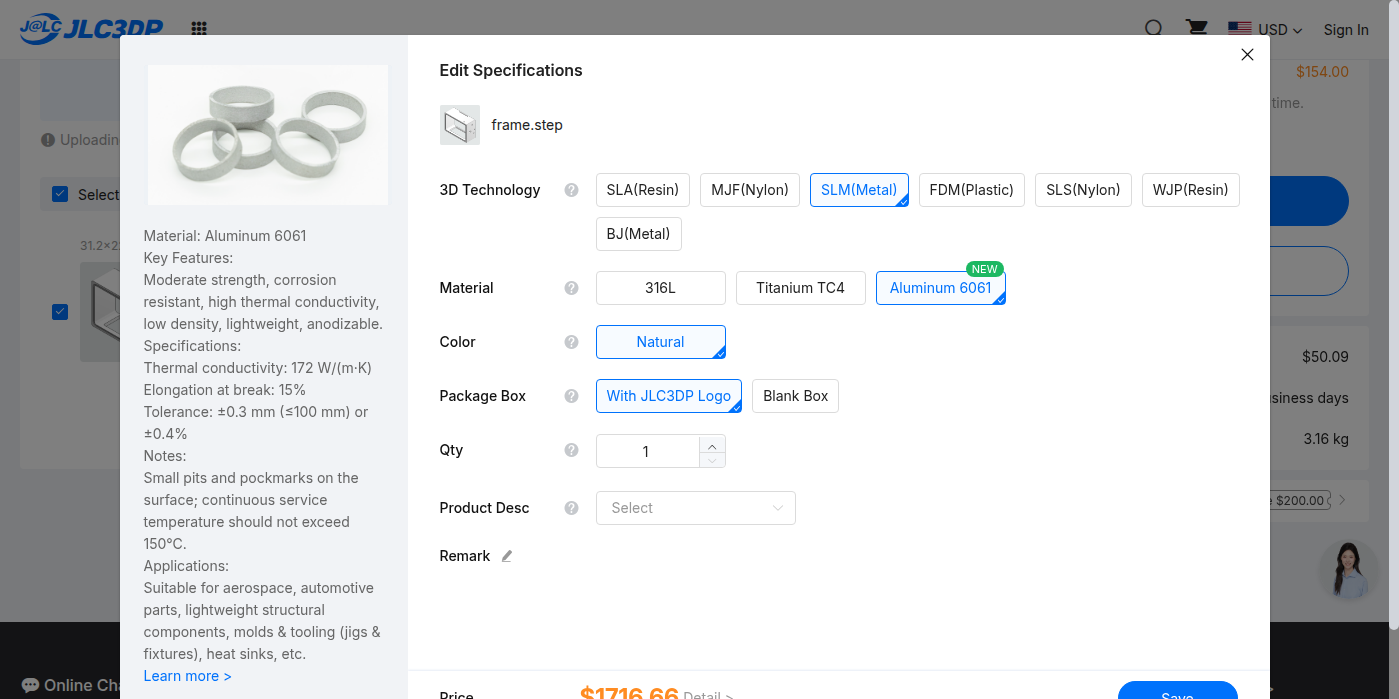 J@LC JLC3DP
USD
Sign In
$154.00
time.
Uploadin
Select
31.2×2
Edit Specifications
frame.step
3D Technology
SLA(Resin)
MJF(Nylon)
SLM(Metal)
FDM(Plastic)
SLS(Nylon)
WJP(Resin)
BJ(Metal)
Material
316L
Titanium TC4
Aluminum 6061
NEW
Color
Natural
Package Box
With JLC3DP Logo
Blank Box
Qty
1
Product Desc
Select
Remark
Price
$1716.66 Detail >
Save
Material: Aluminum 6061
Key Features:
Moderate strength, corrosion
resistant, high thermal conductivity,
low density, lightweight, anodizable.
Specifications:
Thermal conductivity: 172 W/(m·K)
Elongation at break: 15%
Tolerance: ±0.3 mm (≤100 mm) or
±0.4%
Notes:
Small pits and pockmarks on the
surface; continuous service
temperature should not exceed
150°C.
Applications:
Suitable for aerospace, automotive
parts, lightweight structural
components, molds & tooling (jigs &
fixtures), heat sinks, etc.
Learn more >
$50.09
siness days
3.16 kg
$200.00
Online Cha